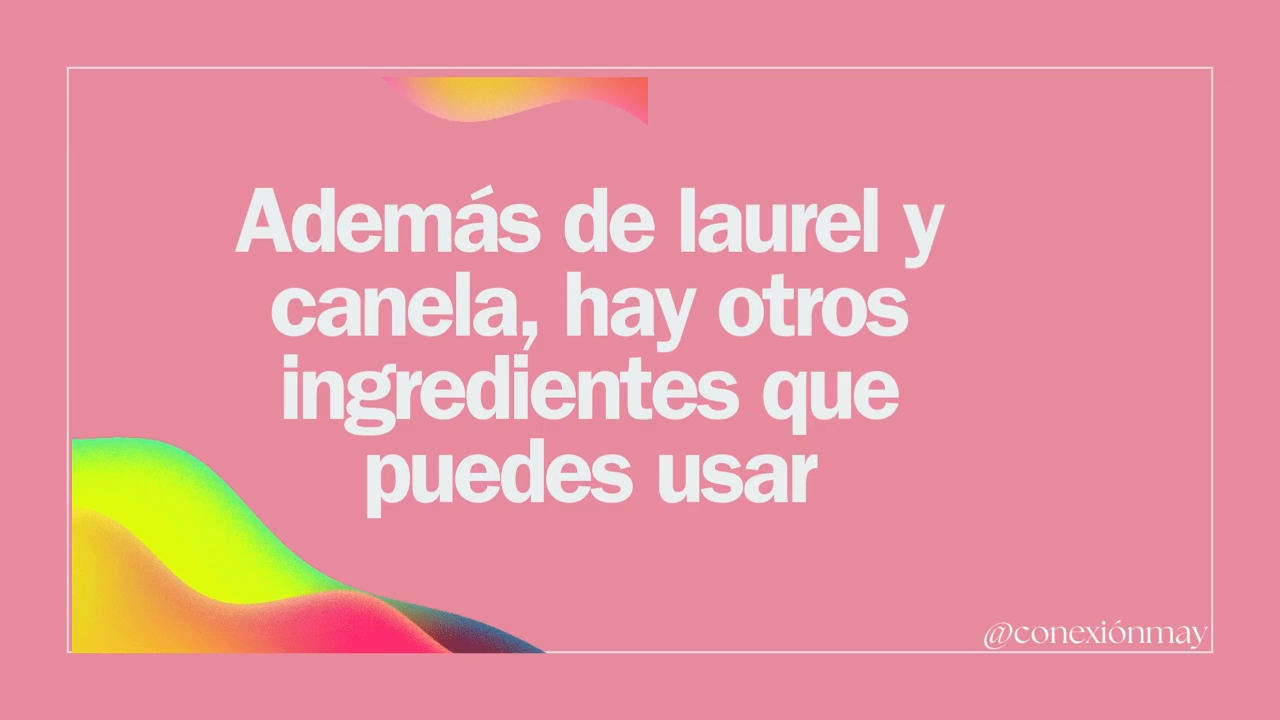 Además de laurel y
canela, hay otros
ingredientes que
puedes usar
@conexiónmay